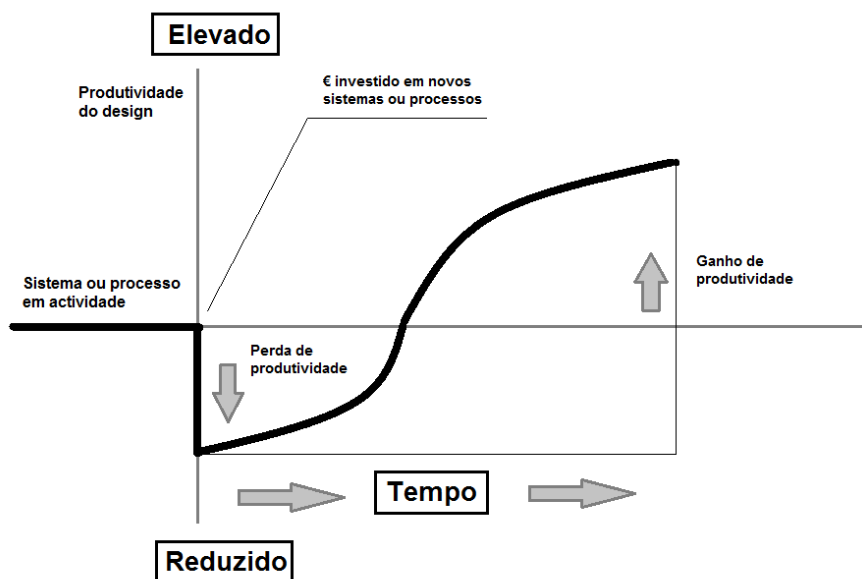 Elevado
Produtividade
do design
€ investido em novos
sistemas ou processos
Sistema ou processo
em actividade
Ganho de
produtividade
Perda de
produtividade
Tempo
Reduzido